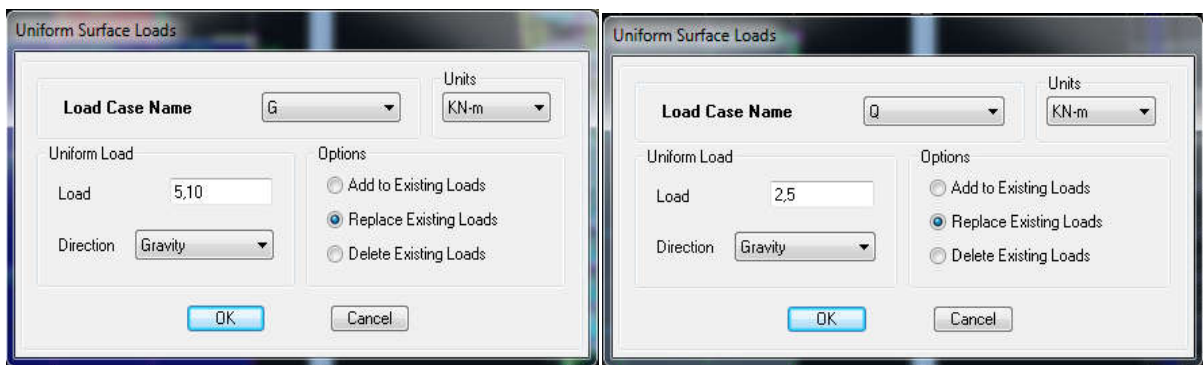 Uniform Surface Loads
Units
Load Case Name G KN-m
Uniform Load Options
Load 5,10 Add to Existing Loads
Replace Existing Loads
Direction Gravity Delete Existing Loads
OK Cancel
Uniform Surface Loads
Units
Load Case Name Q KN-m
Uniform Load Options
Load 2,5 Add to Existing Loads
Replace Existing Loads
Direction Gravity Delete Existing Loads
OK Cancel